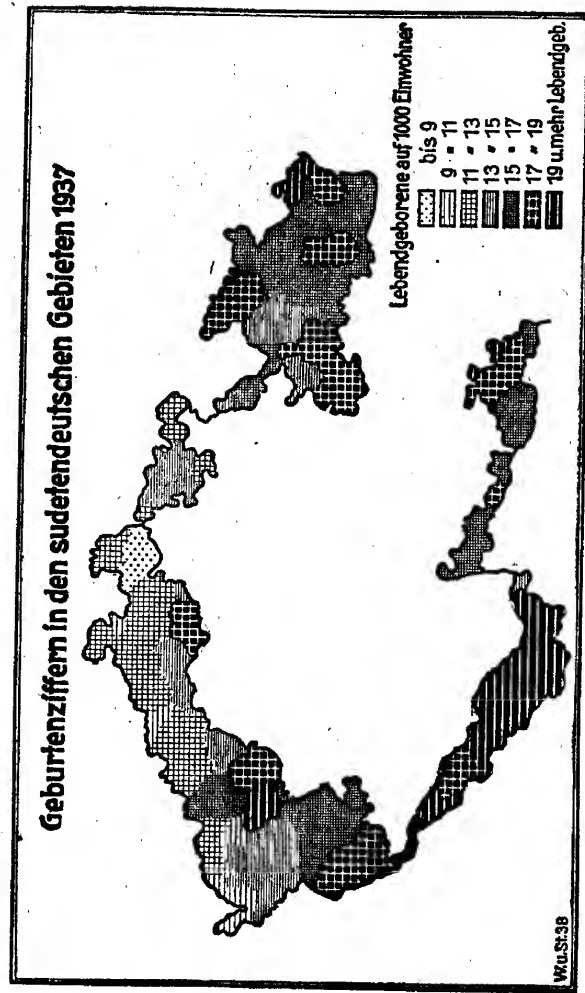 Geburtenziffern in den sudetendeutschen Gebieten 1937
Lebendgeborene auf 1000 Einwohner
bis 9
9 " 11
11 " 13
13 " 15
15 " 17
17 " 19
19 u.mehr Lebendgeb.
W.u.St.38